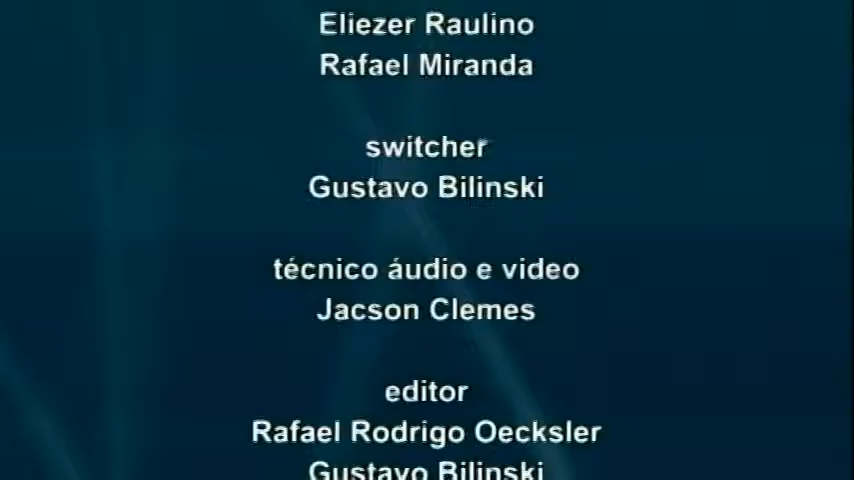 Eliezer Raulino
Rafael Miranda
switcher
Gustavo Bilinski
técnico áudio e video
Jacson Clemes
editor
Rafael Rodrigo Oecksler
Gustavo Bilinski